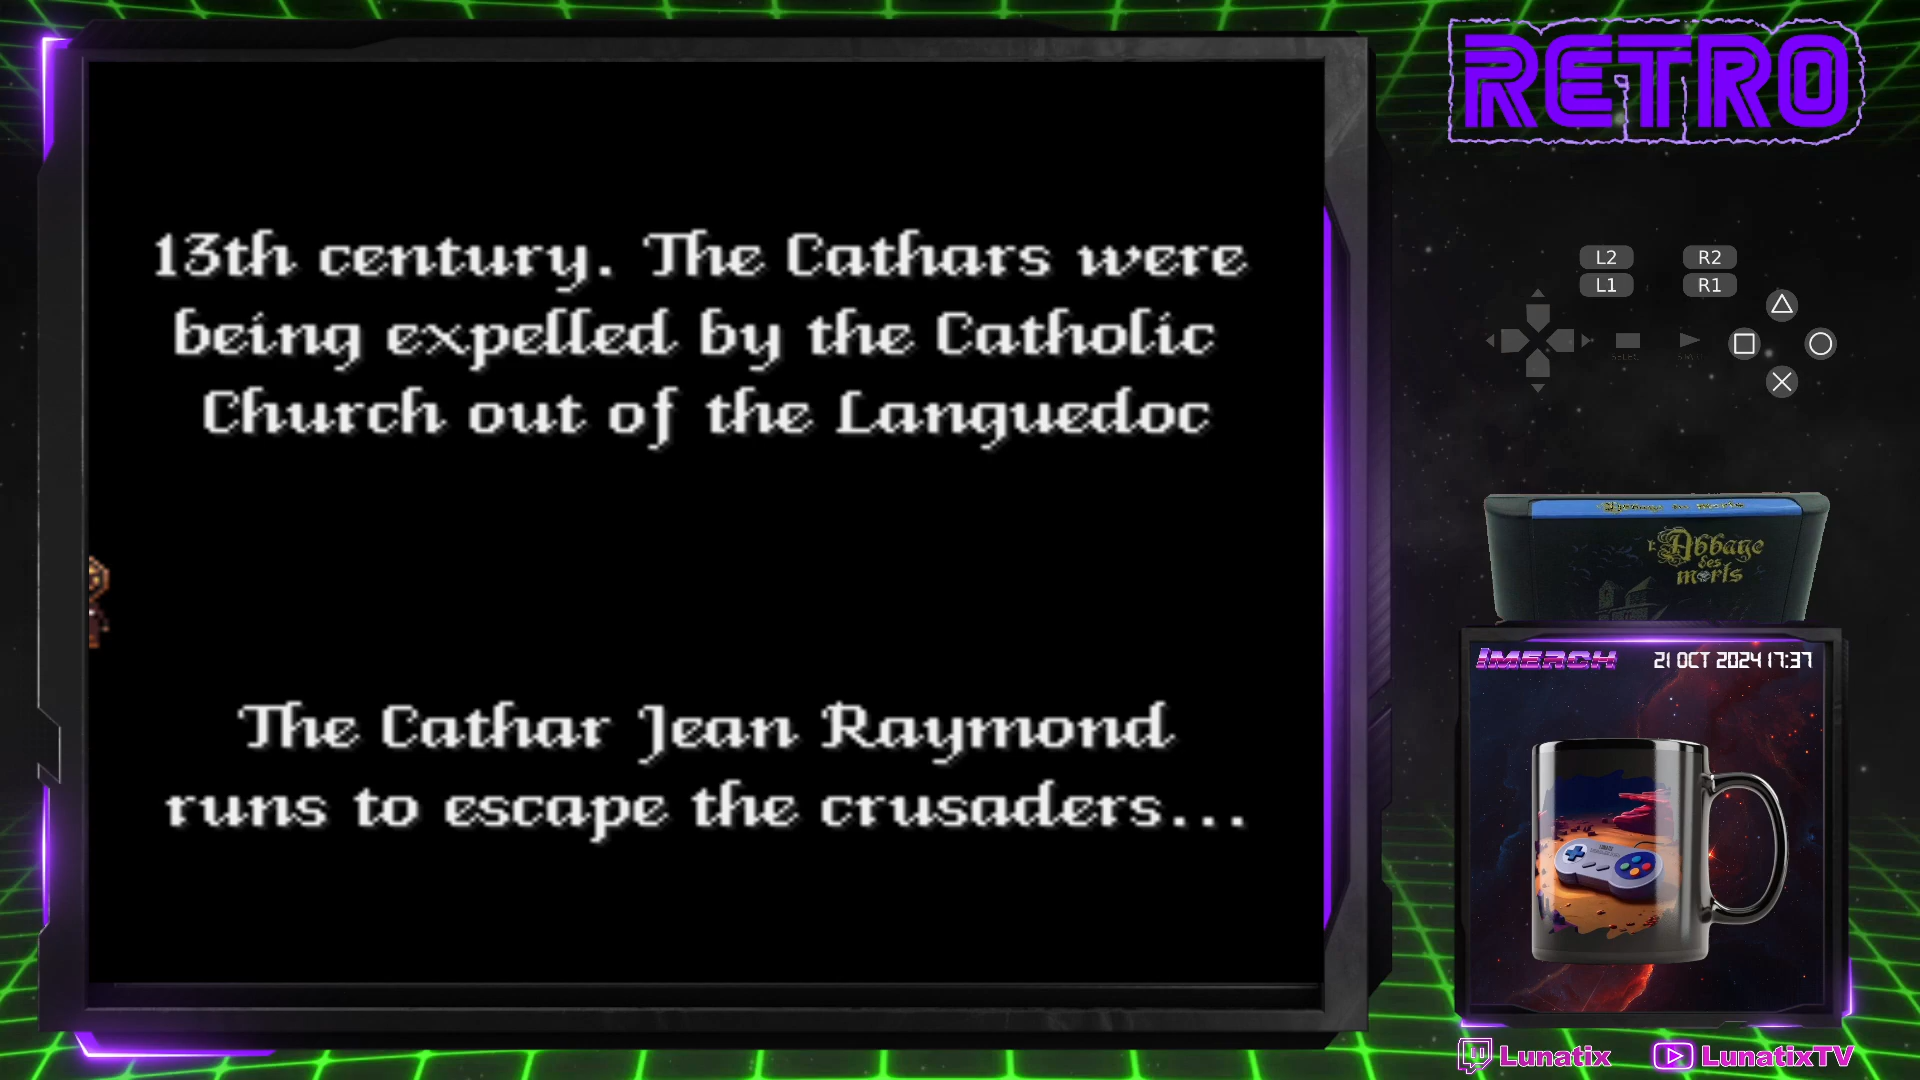 13th century. The Cathars were
being expelled by the Catholic
Church out of the Languedoc
The Cathar Jean Raymond
runs to escape the crusaders...
RETRO
L2 R2
L1 R1
SELECT START
l'Abbaye
des
morts
IMERCH 21 OCT 2024 17:37
Lunatix LunatixTV